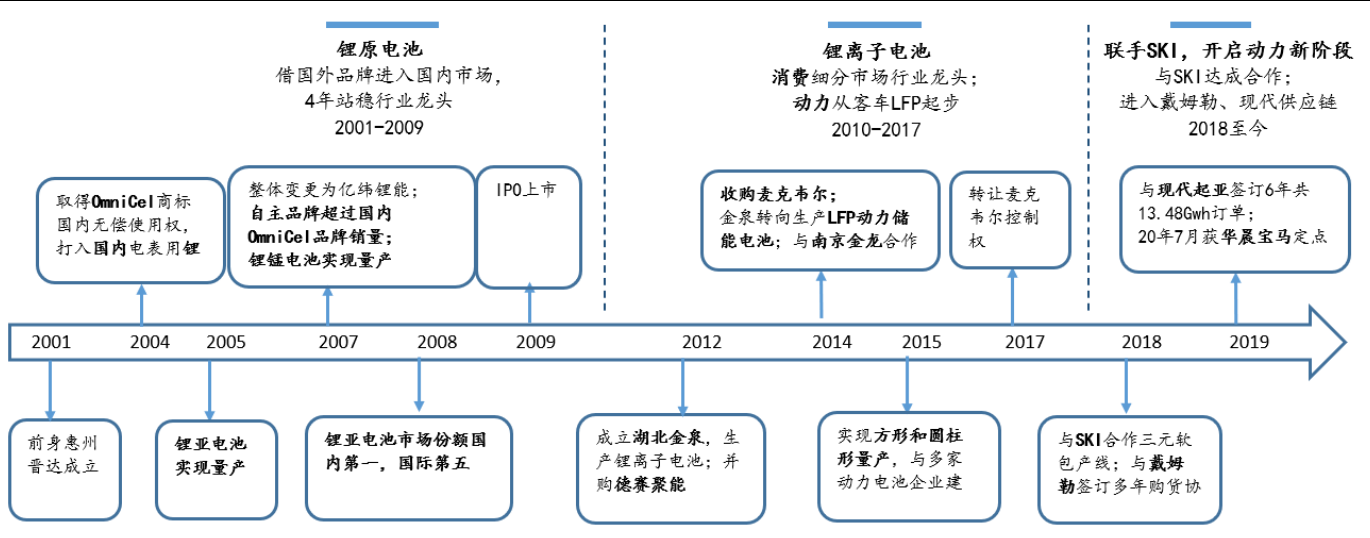 锂原电池
借国外品牌进入国内市场，
4年站稳行业龙头
2001-2009
锂离子电池
消费细分市场行业龙头；
动力从客车LFP起步
2010-2017
联手SKI，开启动力新阶段
与SKI达成合作；
进入戴姆勒、现代供应链
2018至今
取得OmniCel商标
国内无偿使用权，
打入国内电表用锂
整体变更为亿纬锂能；
自主品牌超过国内
OmniCel品牌销量；
锂锰电池实现量产
IPO上市
收购麦克韦尔；
金泉转向生产LFP动力储
能电池；与南京金龙合作
转让麦克
韦尔控制
权
与现代起亚签订6年共
13.48Gwh订单；
20年7月获华晨宝马定点
2001 2004 2005 2007 2008 2009 2012 2014 2015 2017 2018 2019
前身惠州
晋达成立
锂亚电池
实现量产
锂亚电池市场份额国
内第一，国际第五
成立湖北金泉，生
产锂离子电池；并
购德赛聚能
实现方形和圆柱
形量产，与多家
动力电池企业建
与SKI合作三元软
包产线；与戴姆
勒签订多年购货协